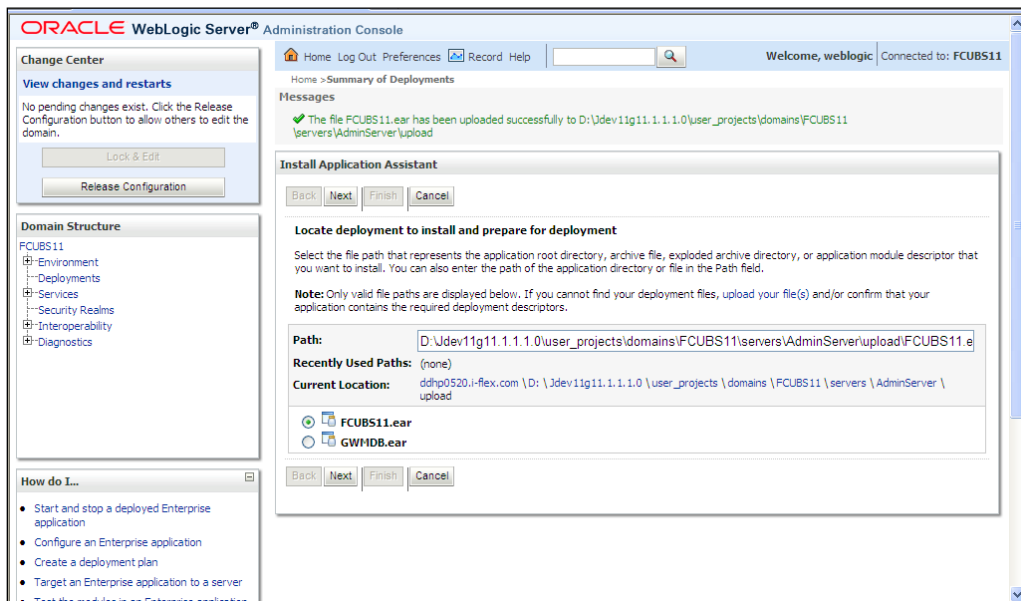 ORACLE WebLogic Server® Administration Console
Change Center
View changes and restarts
No pending changes exist. Click the Release
Configuration button to allow others to edit the
domain.
Lock & Edit
Release Configuration
Domain Structure
FCUBS11
Environment
Deployments
Services
Security Realms
Interoperability
Diagnostics
How do I...
Start and stop a deployed Enterprise
application
Configure an Enterprise application
Create a deployment plan
Target an Enterprise application to a server
Test the modules in an Enterprise application
Home Log Out Preferences Record Help
Welcome, weblogic Connected to: FCUBS11
Home >Summary of Deployments
Messages
The file FCUBS11.ear has been uploaded successfully to D:\Jdev11g11.1.1.1.0\user_projects\domains\FCUBS11
\servers\AdminServer\upload
Install Application Assistant
Back Next Finish Cancel
Locate deployment to install and prepare for deployment
Select the file path that represents the application root directory, archive file, exploded archive directory, or application module descriptor that
you want to install. You can also enter the path of the application directory or file in the Path field.
Note: Only valid file paths are displayed below. If you cannot find your deployment files, upload your file(s) and/or confirm that your
application contains the required deployment descriptors.
Path: D:\Jdev11g11.1.1.1.0\user_projects\domains\FCUBS11\servers\AdminServer\upload\FCUBS11.e
Recently Used Paths: (none)
Current Location: ddhp0520.i-flex.com \ D: \ Jdev11g11.1.1.1.0 \ user_projects \ domains \ FCUBS11 \ servers \ AdminServer \
upload
FCUBS11.ear
GWMDB.ear
Back Next Finish Cancel